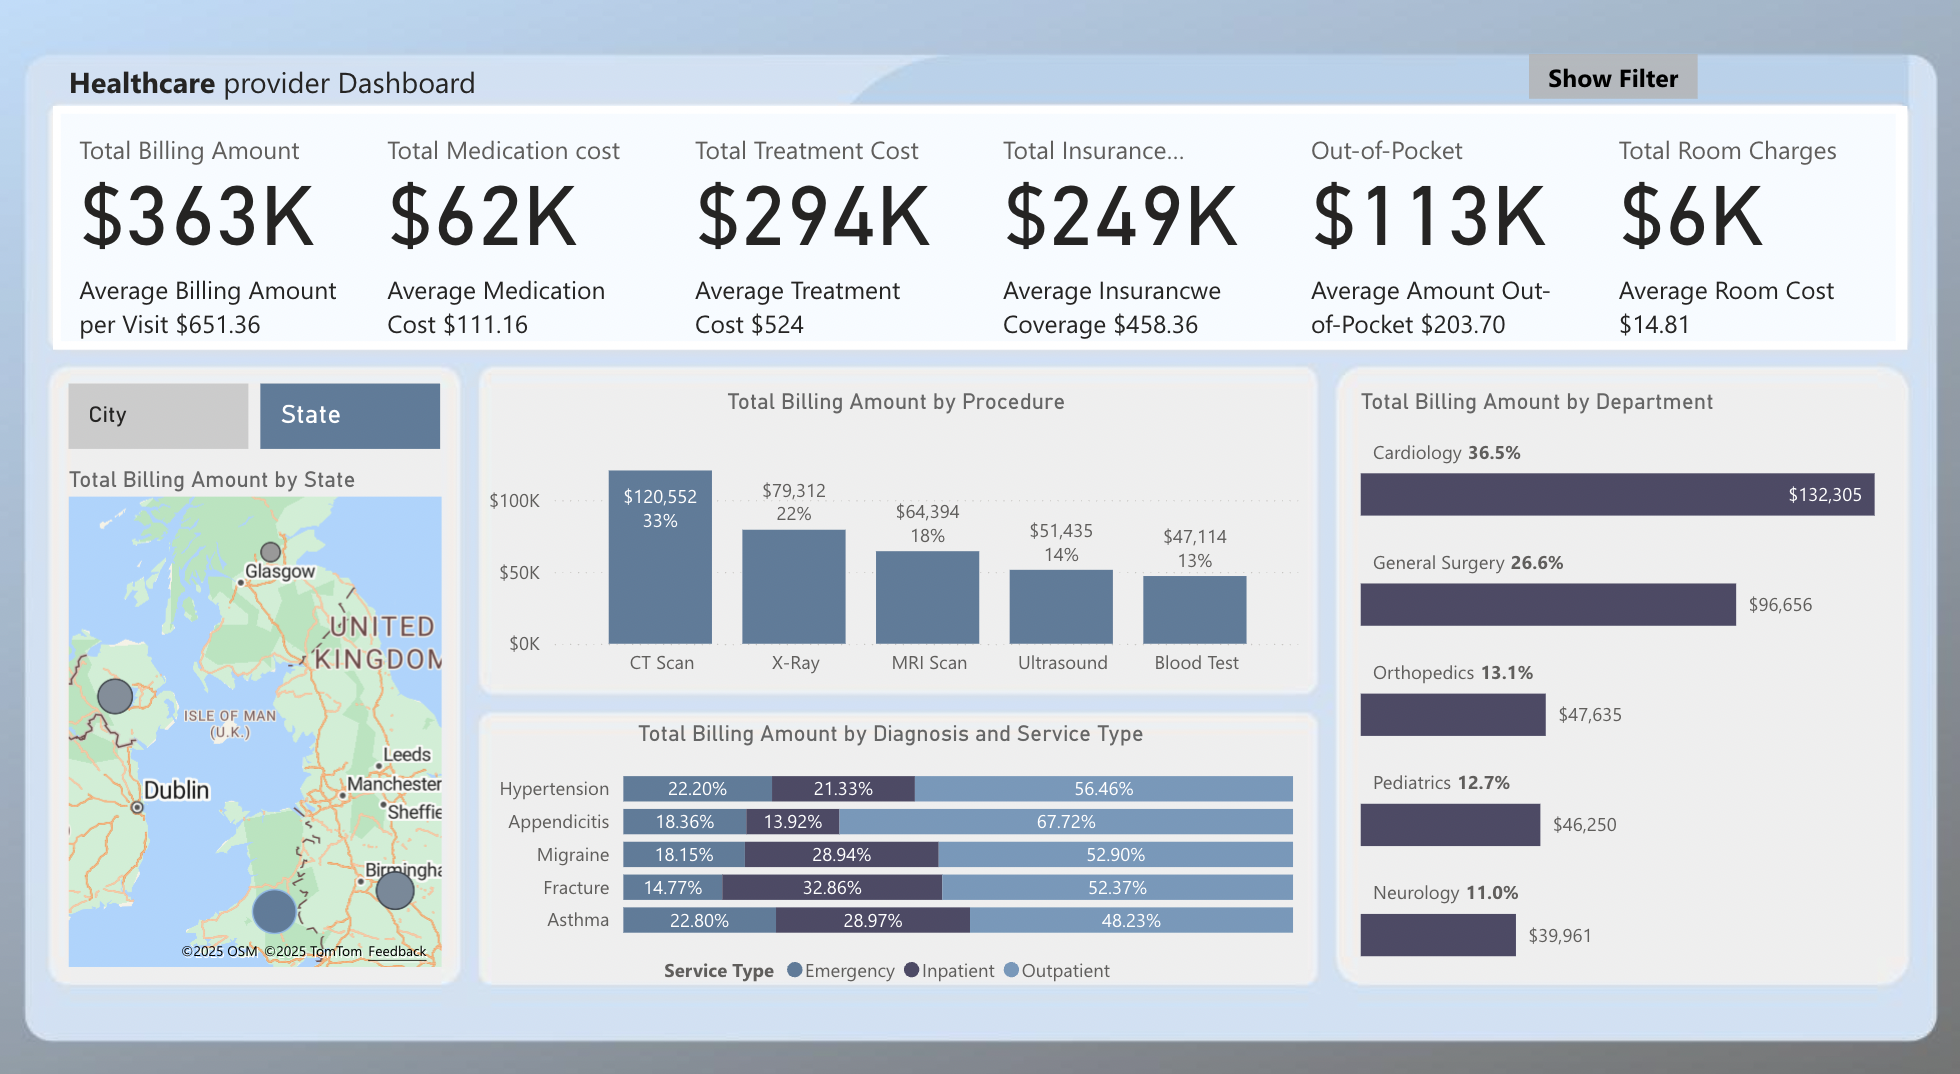 Healthcare provider Dashboard
Show Filter
Total Billing Amount
$363K
Average Billing Amount
per Visit $651.36
Total Medication cost
$62K
Average Medication
Cost $111.16
Total Treatment Cost
$294K
Average Treatment
Cost $524
Total Insurance...
$249K
Average Insurancwe
Coverage $458.36
Out-of-Pocket
$113K
Average Amount Out-
of-Pocket $203.70
Total Room Charges
$6K
Average Room Cost
$14.81
City
State
Total Billing Amount by State
Glasgow
UNITED
KINGDOM
ISLE OF MAN
(U.K.)
Leeds
Dublin
Manchester
Sheffie
Birmingha
©2025 OSM ©2025 TomTom Feedback
Total Billing Amount by Procedure
$100K
$50K
$0K
$120,552
33%
$79,312
22%
$64,394
18%
$51,435
14%
$47,114
13%
CT Scan
X-Ray
MRI Scan
Ultrasound
Blood Test
Total Billing Amount by Diagnosis and Service Type
Hypertension 22.20% 21.33% 56.46%
Appendicitis 18.36% 13.92% 67.72%
Migraine 18.15% 28.94% 52.90%
Fracture 14.77% 32.86% 52.37%
Asthma 22.80% 28.97% 48.23%
Service Type Emergency Inpatient Outpatient
Total Billing Amount by Department
Cardiology 36.5%
$132,305
General Surgery 26.6%
$96,656
Orthopedics 13.1%
$47,635
Pediatrics 12.7%
$46,250
Neurology 11.0%
$39,961